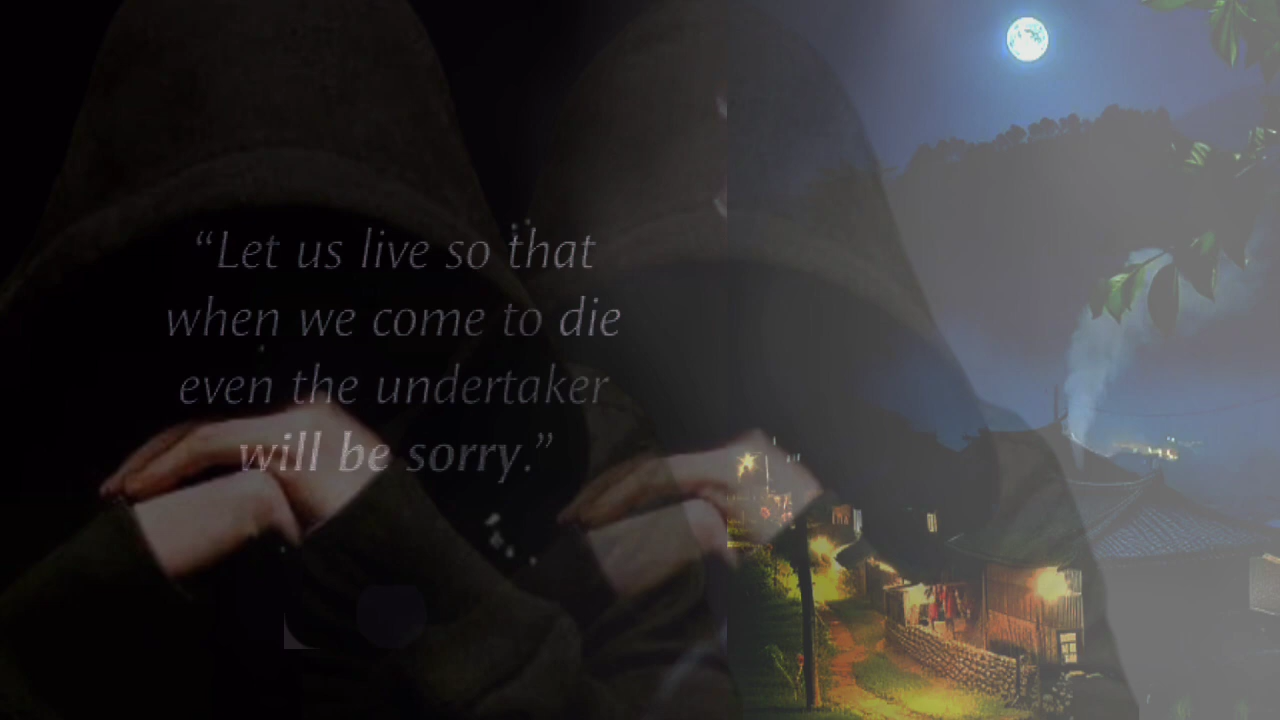 “Let us live so that
when we come to die
even the undertaker
will be sorry.”